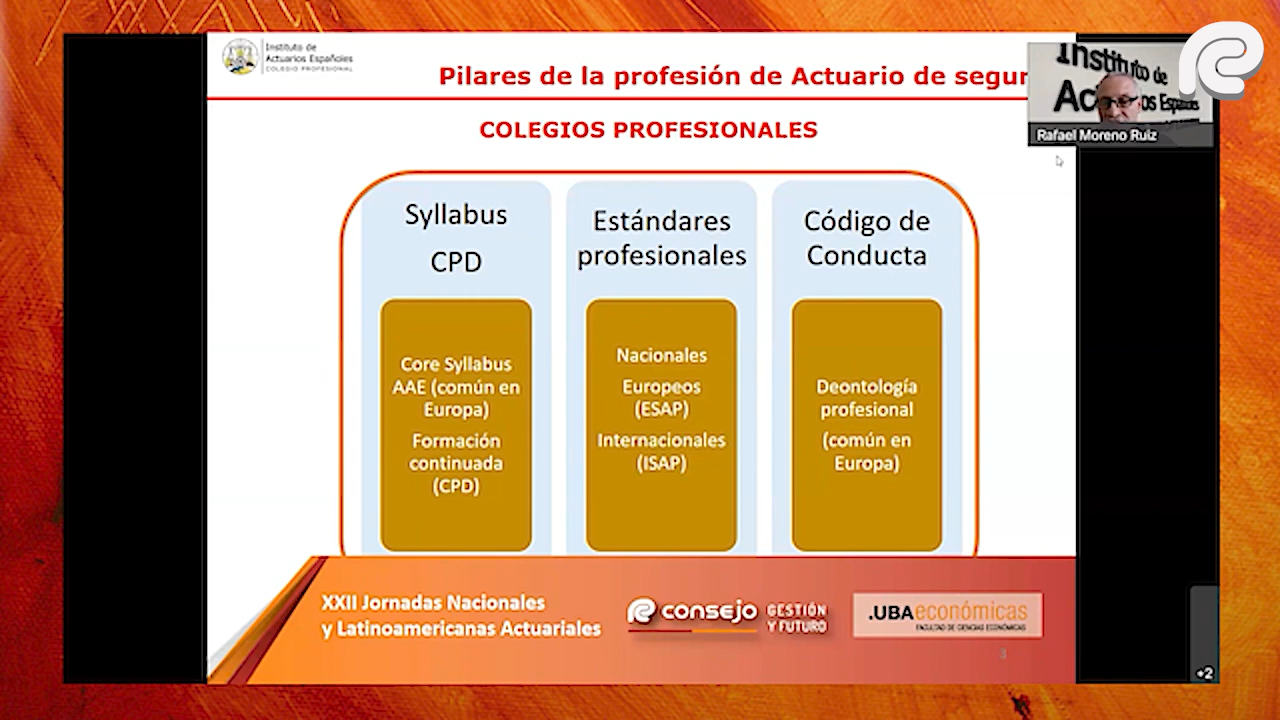 Instituto de
Actuarios Españoles
COLEGIO PROFESIONAL
Pilares de la profesión de Actuario de segur
COLEGIOS PROFESIONALES
Instituto de
Ac os Españoles
Rafael Moreno Ruiz
Syllabus
CPD
Core Syllabus
AAE (común en
Europa)
Formación
continuada
(CPD)
Estándares
profesionales
Nacionales
Europeos
(ESAP)
Internacionales
(ISAP)
Código de
Conducta
Deontología
profesional
(común en
Europa)
XXII Jornadas Nacionales
y Latinoamericanas Actuariales
consejo
GESTIÓN
Y FUTURO
.UBAeconómicas
FACULTAD DE CIENCIAS ECONÓMICAS
3
+2